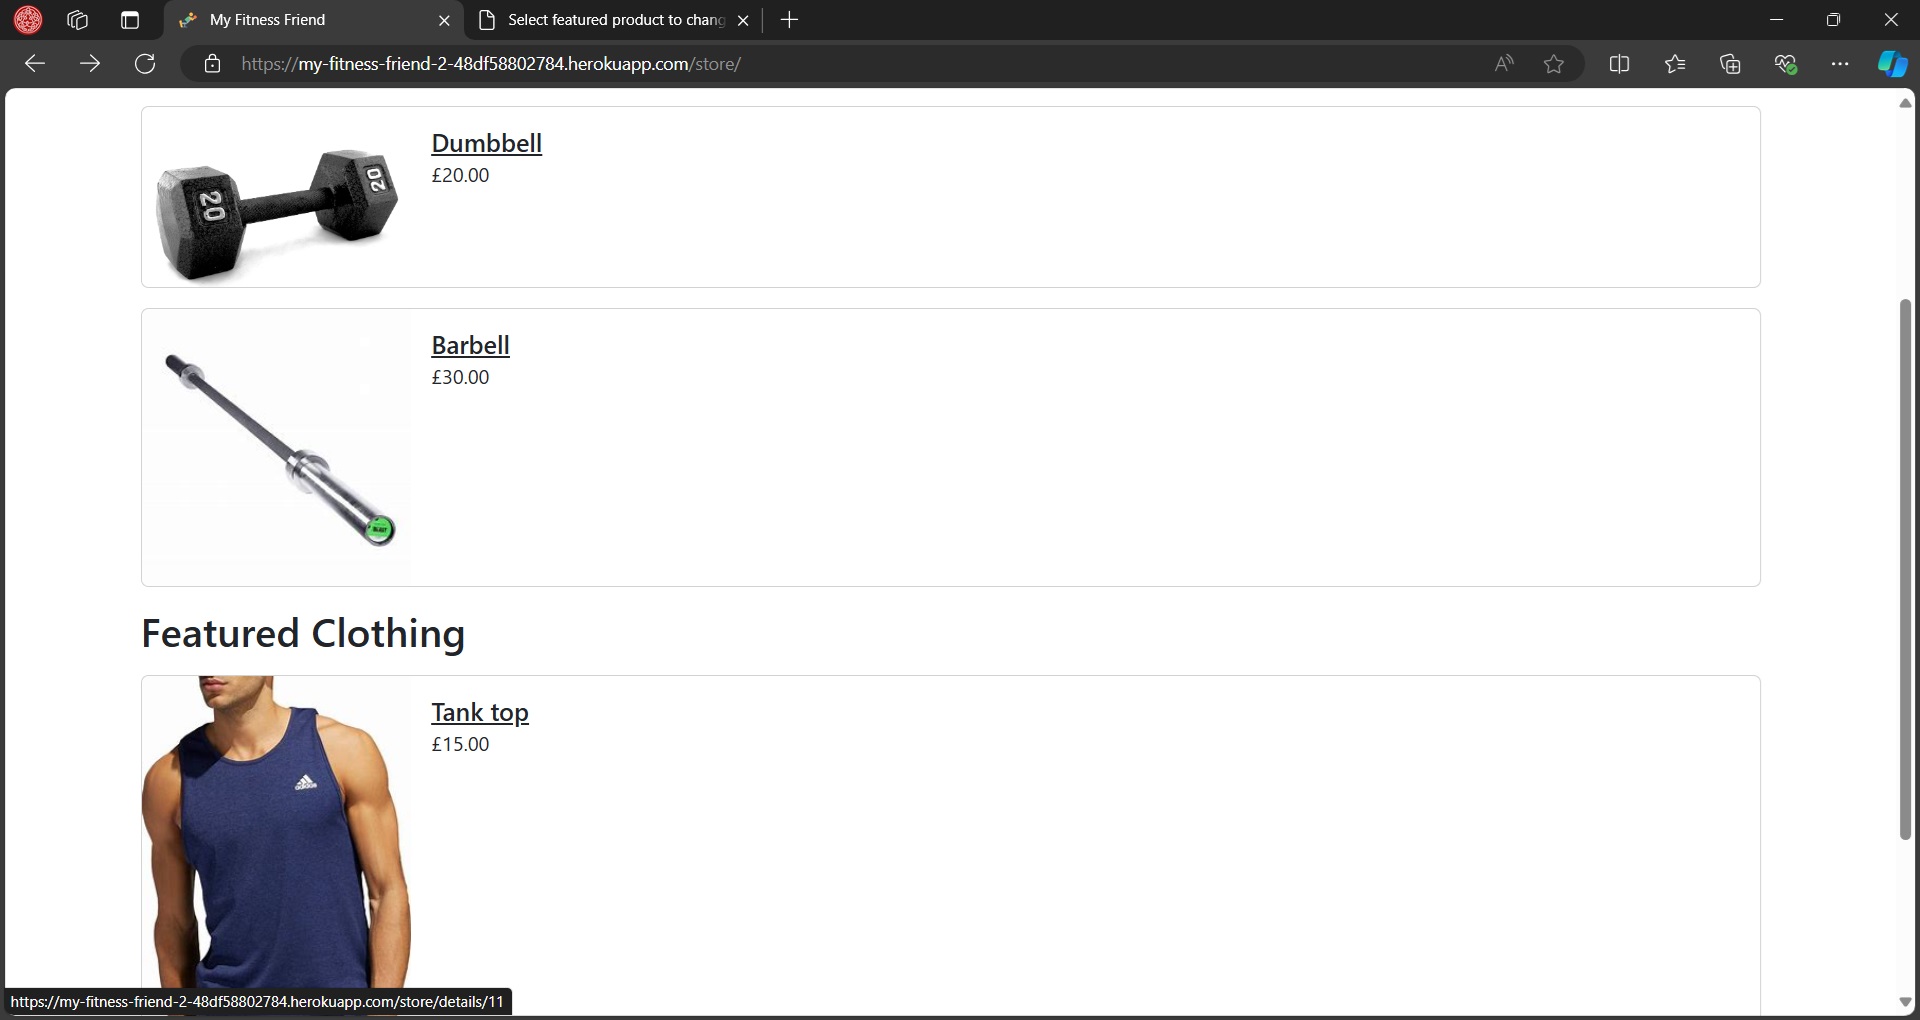 My Fitness Friend
Select featured product to chang
https://my-fitness-friend-2-48df58802784.herokuapp.com/store/
Dumbbell
£20.00
20
20
Barbell
£30.00
Featured Clothing
Tank top
£15.00
adidas
https://my-fitness-friend-2-48df58802784.herokuapp.com/store/details/11